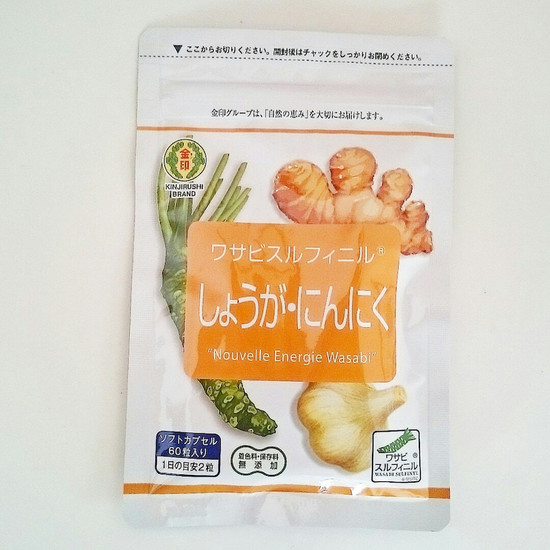 ▼ ここからお切りください。開封後はチャックをしっかりお閉めください。
金印グループは、「自然の恵み」を大切にお届けします。
金
印
KINJIRUSHI
BRAND
ワサビスルフィニル®
しょうが・にんにく
"Nouvelle Energie Wasabi"
ソフトカプセル
60粒入り
1日の目安2粒
着色料・保存料
無添加
ワサビ®
スルフィニル
WASABI SULFINYL